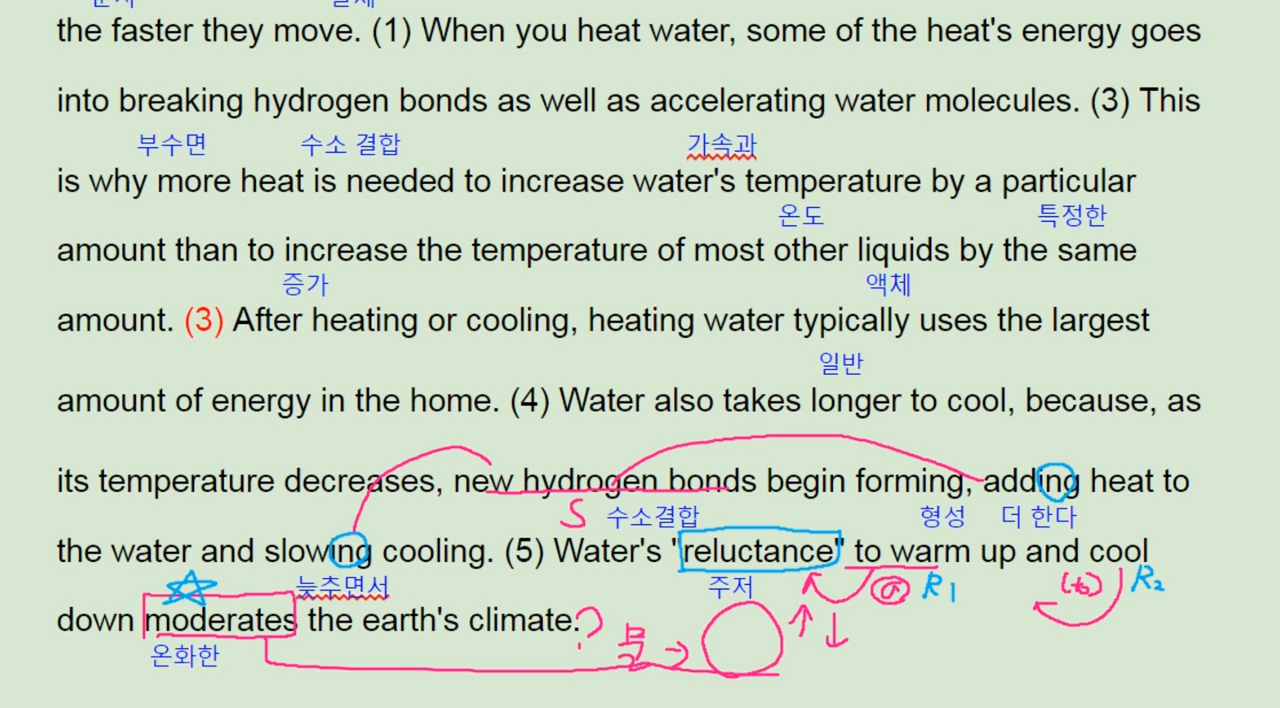 the faster they move. (1) When you heat water, some of the heat's energy goes
into breaking hydrogen bonds as well as accelerating water molecules. (3) This
부수면 수소 결합 가속과
is why more heat is needed to increase water's temperature by a particular
온도 특정한
amount than to increase the temperature of most other liquids by the same
증가 액체
amount. (3) After heating or cooling, heating water typically uses the largest
일반
amount of energy in the home. (4) Water also takes longer to cool, because, as
its temperature decreases, new hydrogen bonds begin forming, adding heat to
S 수소결합 형성 더 한다
the water and slowing cooling. (5) Water's "reluctance" to warm up and cool
늦추면서 주저 R1 (to) R2
down moderates the earth's climate.?
온화한